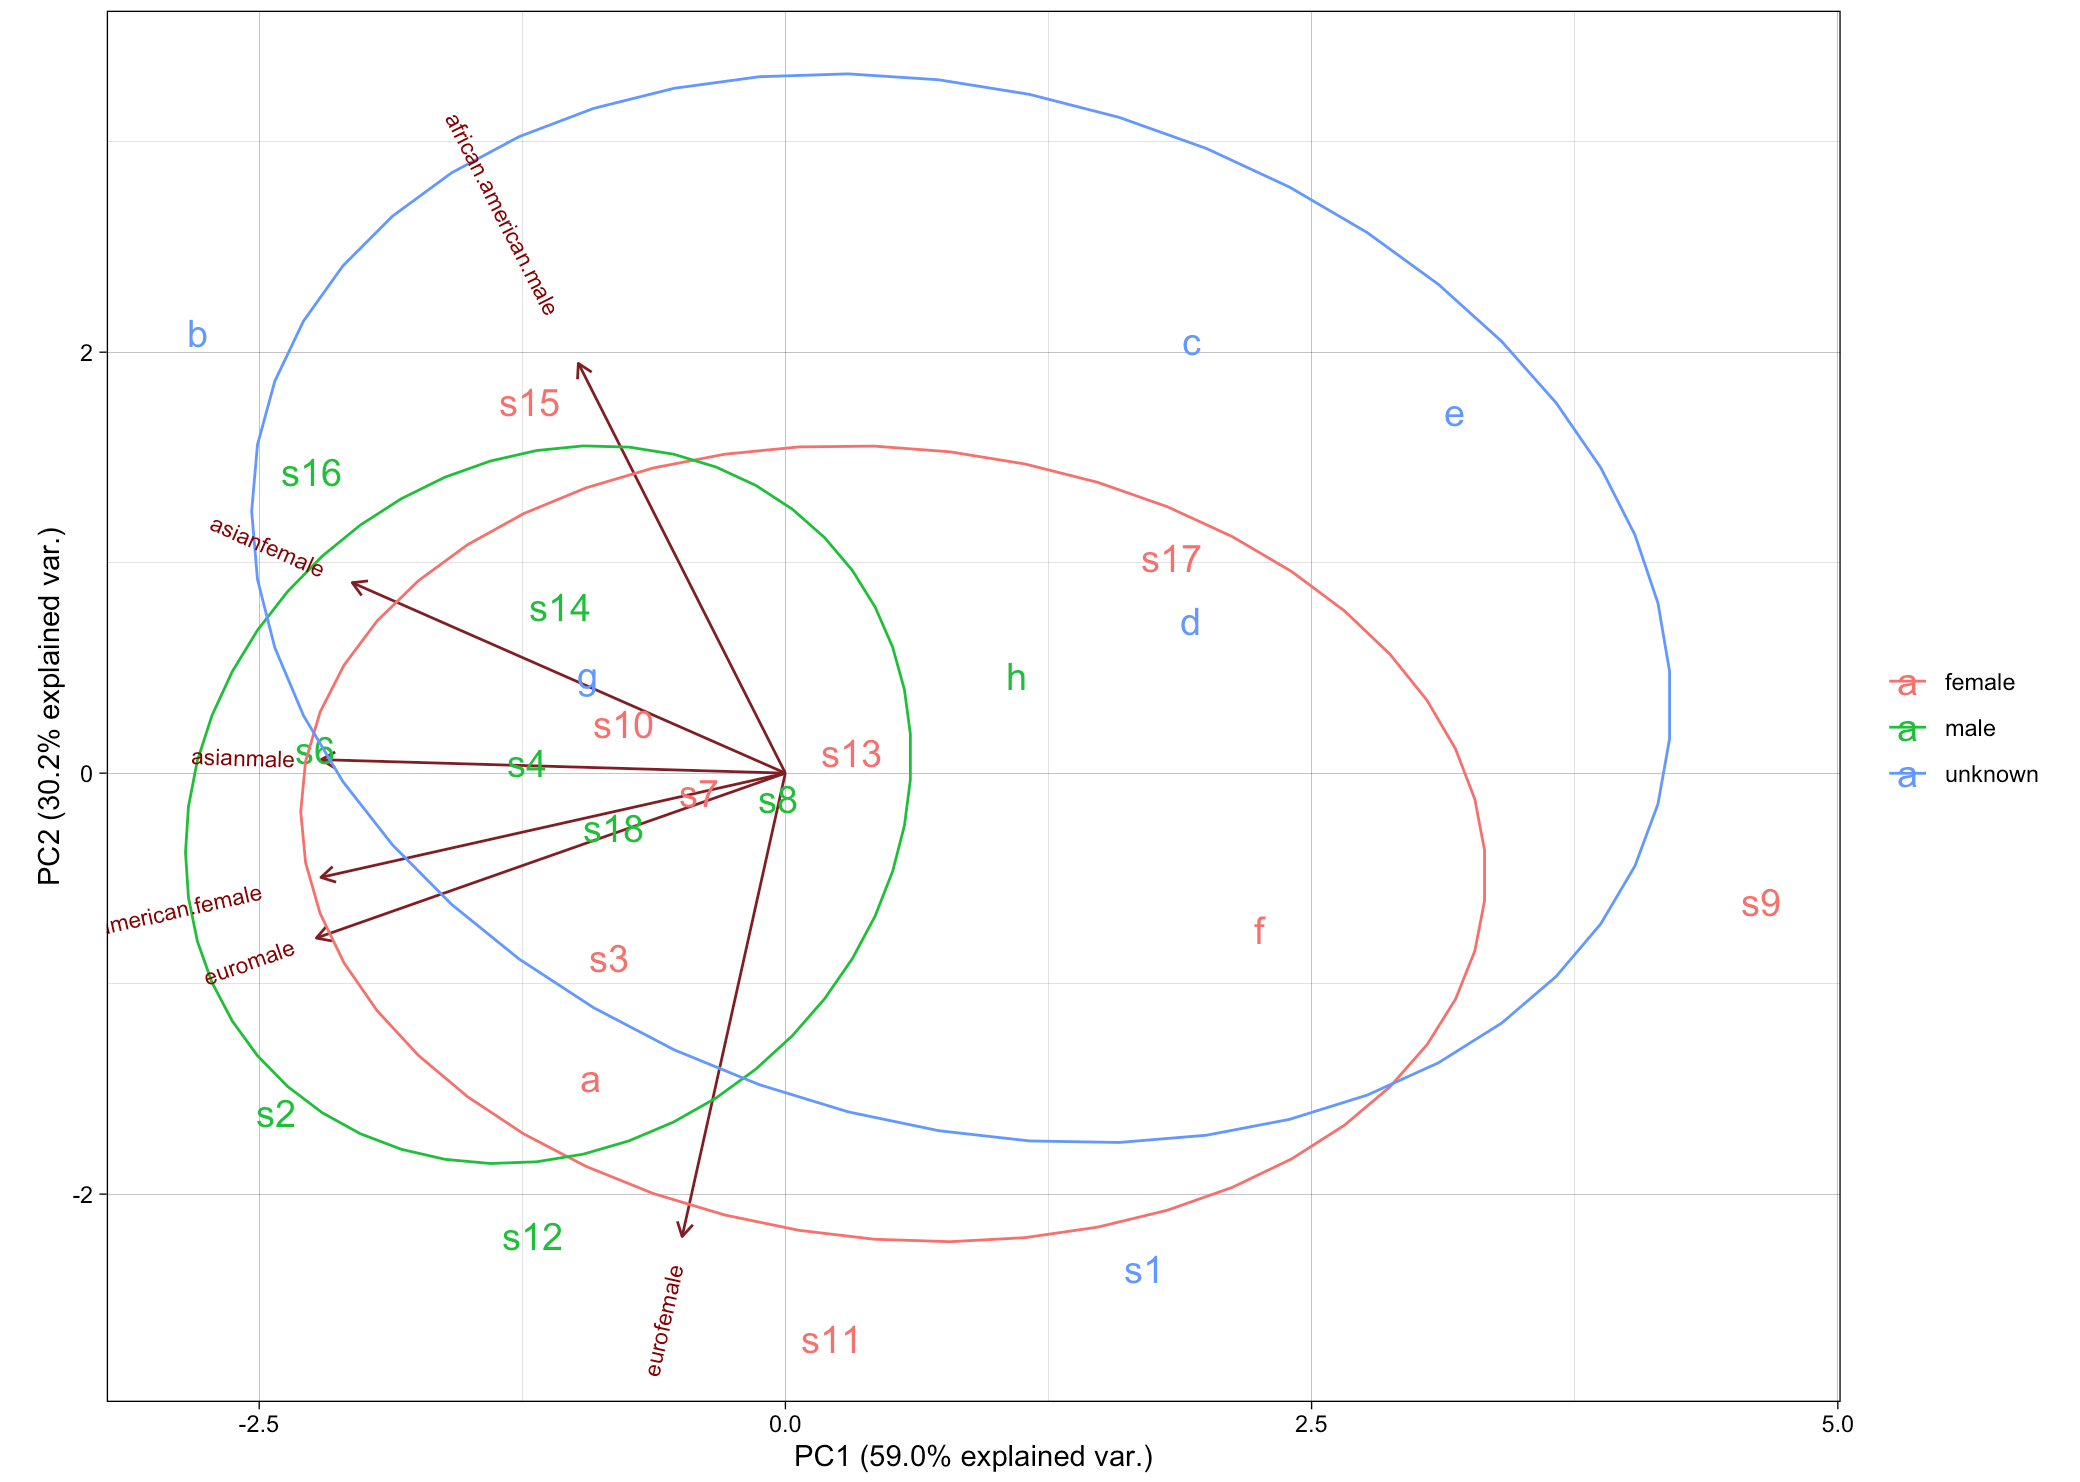 african.american.male
b
c
2
s15
e
s16
asianfemale
s17
s14
d
g
h
female
s10
a
male
a
unknown
a
s6
asianmale
s4
s13
0
s7
s8
s18
merican.female
s9
f
euromale
s3
a
s2
-2
s12
s1
eurofemale
s11
PC2 (30.2% explained var.)
-2.5
0.0
2.5
5.0
PC1 (59.0% explained var.)